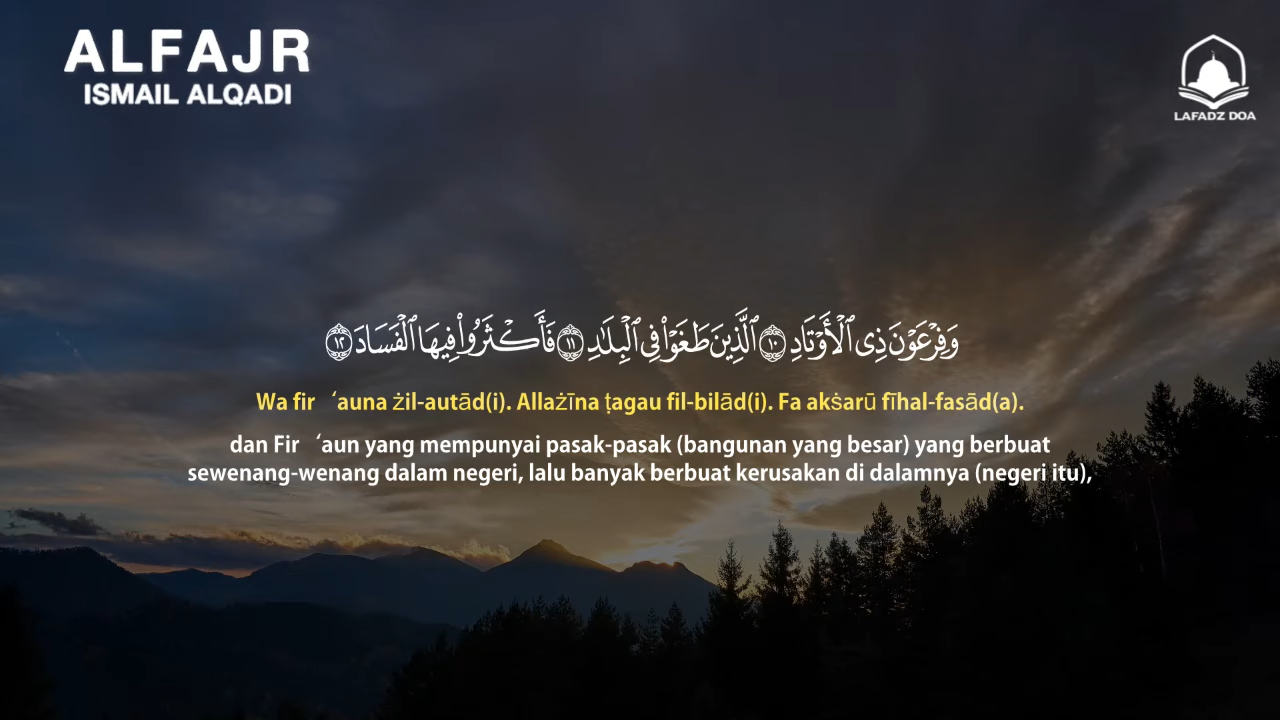 ALFAJR
ISMAIL ALQADI
LAFADZ DOA
وَفِرْعَوْنَ ذِى ٱلْأَوْتَادِ ۝١٠ ٱلَّذِينَ طَغَوْا۟ فِى ٱلْبِلَٰدِ ۝١١ فَأَكْثَرُوا۟ فِيهَا ٱلْفَسَادَ ۝١٢
Wa fir ‘auna żil-autād(i). Allażīna ṭagau fil-bilād(i). Fa akṡarū fīhal-fasād(a).
dan Fir ‘aun yang mempunyai pasak-pasak (bangunan yang besar) yang berbuat
sewenang-wenang dalam negeri, lalu banyak berbuat kerusakan di dalamnya (negeri itu),